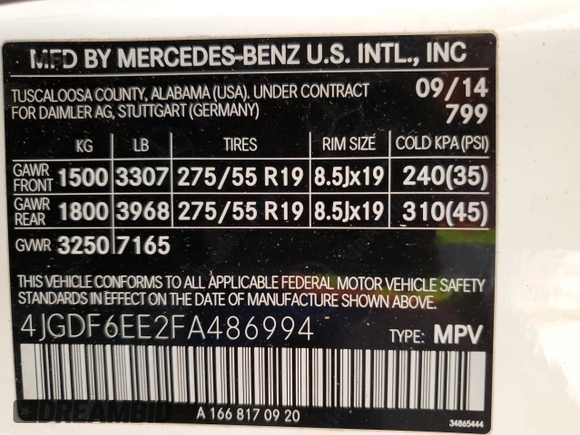 MFD BY MERCEDES-BENZ U.S. INTL., INC
TUSCALOOSA COUNTY, ALABAMA (USA). UNDER CONTRACT 09/14
FOR DAIMLER AG, STUTTGART (GERMANY) 799
KG LB TIRES RIM SIZE COLD KPA (PSI)
GAWR FRONT 1500 3307 275/55 R19 8.5Jx19 240(35)
GAWR REAR 1800 3968 275/55 R19 8.5Jx19 310(45)
GVWR 3250 7165
THIS VEHICLE CONFORMS TO ALL APPLICABLE FEDERAL MOTOR VEHICLE SAFETY
STANDARDS IN EFFECT ON THE DATE OF MANUFACTURE SHOWN ABOVE.
4JGDF6EE2FA486994 TYPE: MPV
A 166 817 09 20
34865444
DREAMBID